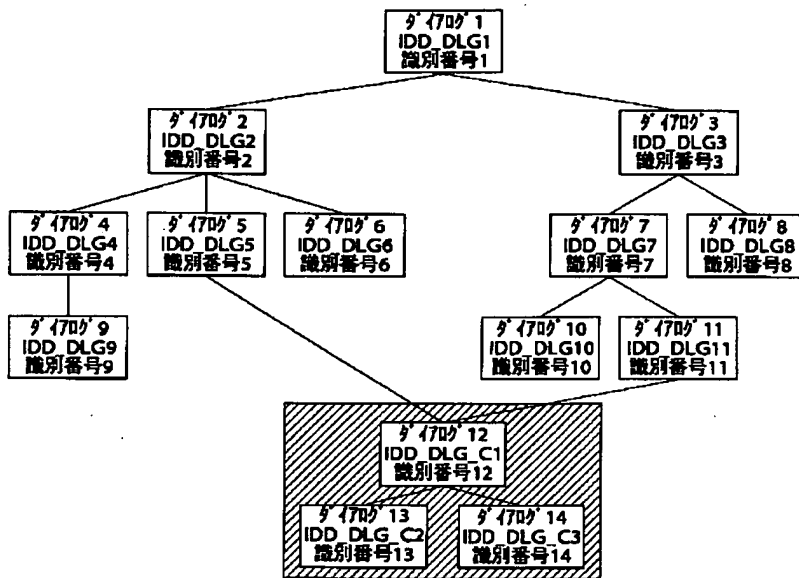 ダイアログ1
IDD_DLG1
識別番号1
ダイアログ2
IDD_DLG2
識別番号2
ダイアログ3
IDD_DLG3
識別番号3
ダイアログ4
IDD_DLG4
識別番号4
ダイアログ5
IDD_DLG5
識別番号5
ダイアログ6
IDD_DLG6
識別番号6
ダイアログ7
IDD_DLG7
識別番号7
ダイアログ8
IDD_DLG8
識別番号8
ダイアログ9
IDD_DLG9
識別番号9
ダイアログ10
IDD_DLG10
識別番号10
ダイアログ11
IDD_DLG11
識別番号11
ダイアログ12
IDD_DLG_C1
識別番号12
ダイアログ13
IDD_DLG_C2
識別番号13
ダイアログ14
IDD_DLG_C3
識別番号14